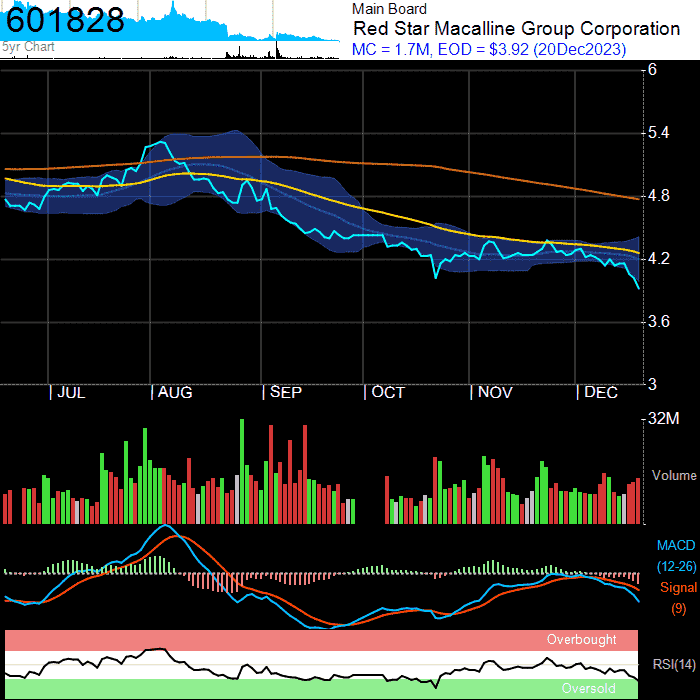 601828
5yr Chart
Main Board
Red Star Macalline Group Corporation
MC = 1.7M, EOD = $3.92 (20Dec2023)
6
5.4
4.8
4.2
3.6
3
| JUL | AUG | SEP | OCT | NOV | DEC
32M
Volume
MACD
(12-26)
Signal
(9)
Overbought
RSI(14)
Oversold